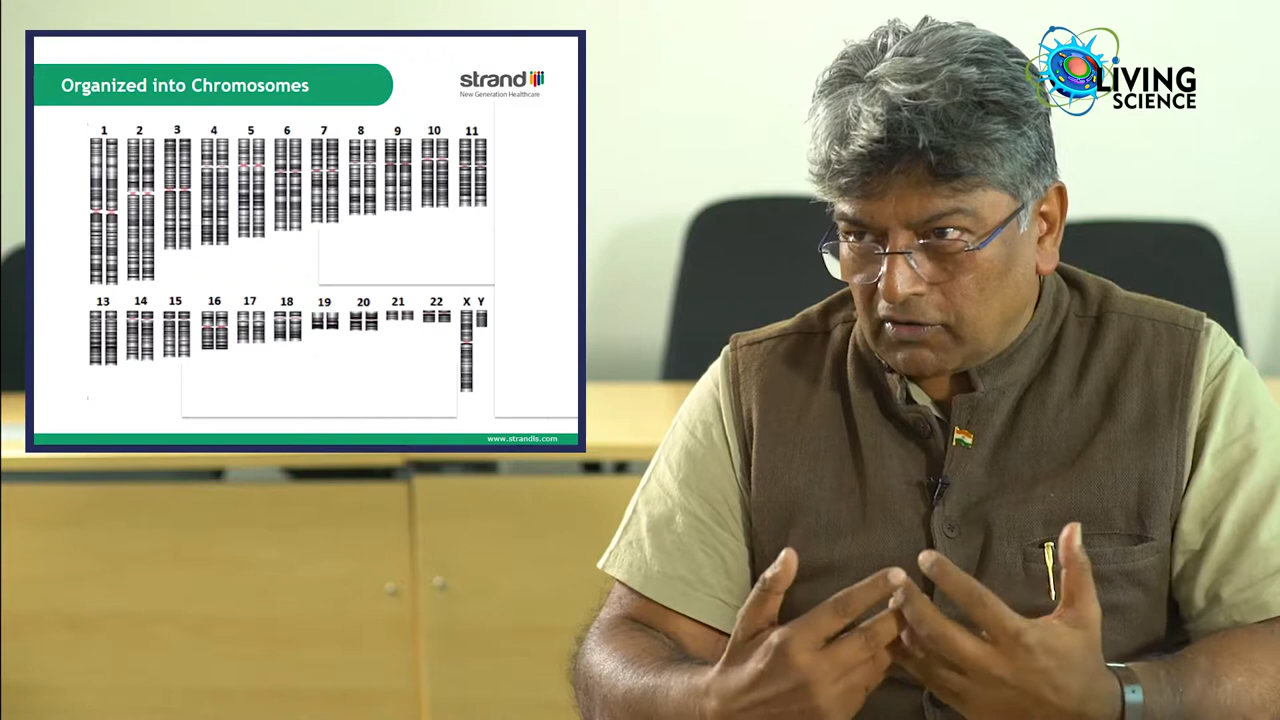 Organized into Chromosomes
strand
New Generation Healthcare
1 2 3 4 5 6 7 8 9 10 11
13 14 15 16 17 18 19 20 21 22 X Y
www.strandls.com
LIVING
SCIENCE